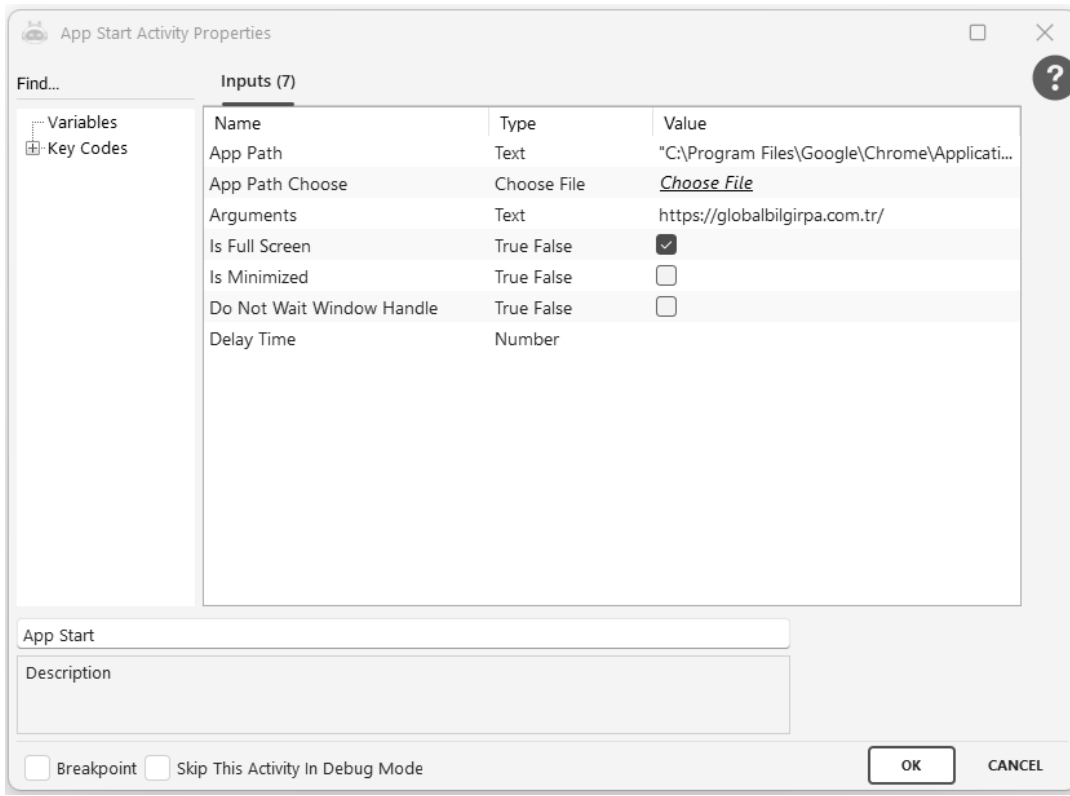 App Start Activity Properties
Find...
Inputs (7)
?
Variables
Key Codes
Name Type Value
App Path Text "C:\Program Files\Google\Chrome\Applicati...
App Path Choose Choose File Choose File
Arguments Text https://globalbilgirpa.com.tr/
Is Full Screen True False
Is Minimized True False
Do Not Wait Window Handle True False
Delay Time Number
App Start
Description
Breakpoint Skip This Activity In Debug Mode OK CANCEL